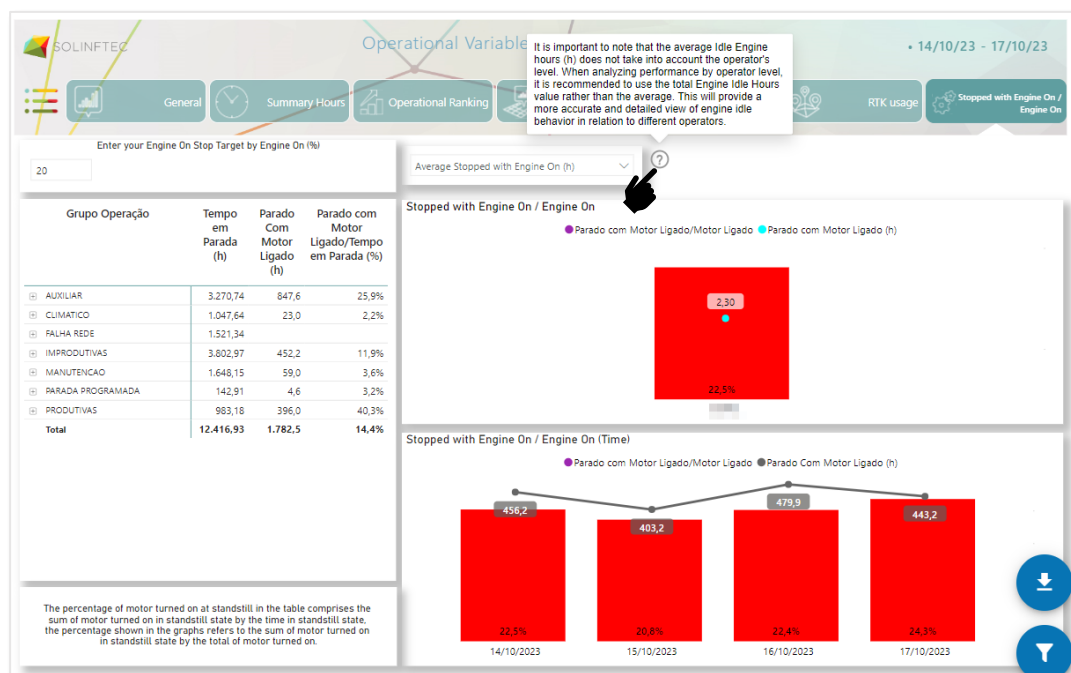 SOLINFTEC
Operational Variable
14/10/23 - 17/10/23
It is important to note that the average Idle Engine
hours (h) does not take into account the operator's
level. When analyzing performance by operator level,
it is recommended to use the total Engine Idle Hours
value rather than the average. This will provide a
more accurate and detailed view of engine idle
behavior in relation to different operators.
General
Summary Hours
Operational Ranking
RTK usage
Stopped with Engine On /
Engine On
Enter your Engine On Stop Target by Engine On (%)
20
Average Stopped with Engine On (h)
?
Grupo Operação Tempo em Parada (h) Parado Com Motor Ligado (h) Parado com Motor Ligado/Tempo em Parada (%)
AUXILIAR 3.270,74 847,6 25,9%
CLIMATICO 1.047,64 23,0 2,2%
FALHA REDE 1.521,34
IMPRODUTIVAS 3.802,97 452,2 11,9%
MANUTENCAO 1.648,15 59,0 3,6%
PARADA PROGRAMADA 142,91 4,6 3,2%
PRODUTIVAS 983,18 396,0 40,3%
Total 12.416,93 1.782,5 14,4%
The percentage of motor turned on at standstill in the table comprises the
sum of motor turned on in standstill state by the time in standstill state,
the percentage shown in the graphs refers to the sum of motor turned on
in standstill state by the total of motor turned on.
Stopped with Engine On / Engine On
Parado com Motor Ligado/Motor Ligado Parado com Motor Ligado (h)
2,30
22,5%
Stopped with Engine On / Engine On (Time)
Parado com Motor Ligado/Motor Ligado Parado Com Motor Ligado (h)
456,2 403,2 479,9 443,2
22,5% 20,8% 22,4% 24,3%
14/10/2023 15/10/2023 16/10/2023 17/10/2023